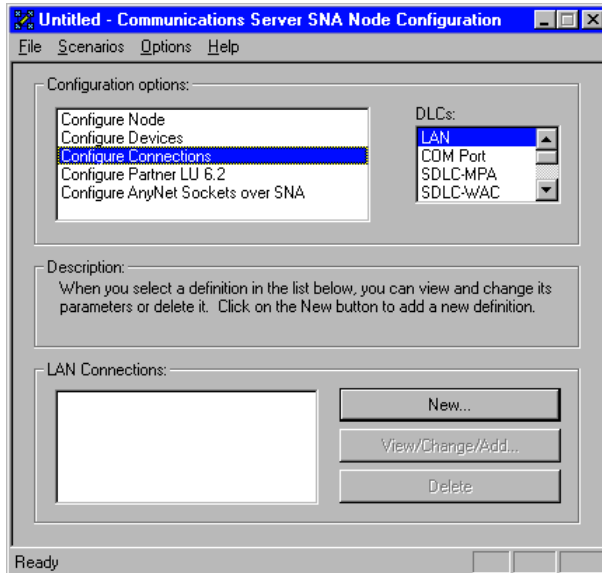 Untitled - Communications Server SNA Node Configuration
File Scenarios Options Help
Configuration options:
Configure Node
Configure Devices
Configure Connections
Configure Partner LU 6.2
Configure AnyNet Sockets over SNA
DLCs:
LAN
COM Port
SDLC-MPA
SDLC-WAC
Description:
When you select a definition in the list below, you can view and change its
parameters or delete it. Click on the New button to add a new definition.
LAN Connections:
New...
View/Change/Add...
Delete
Ready